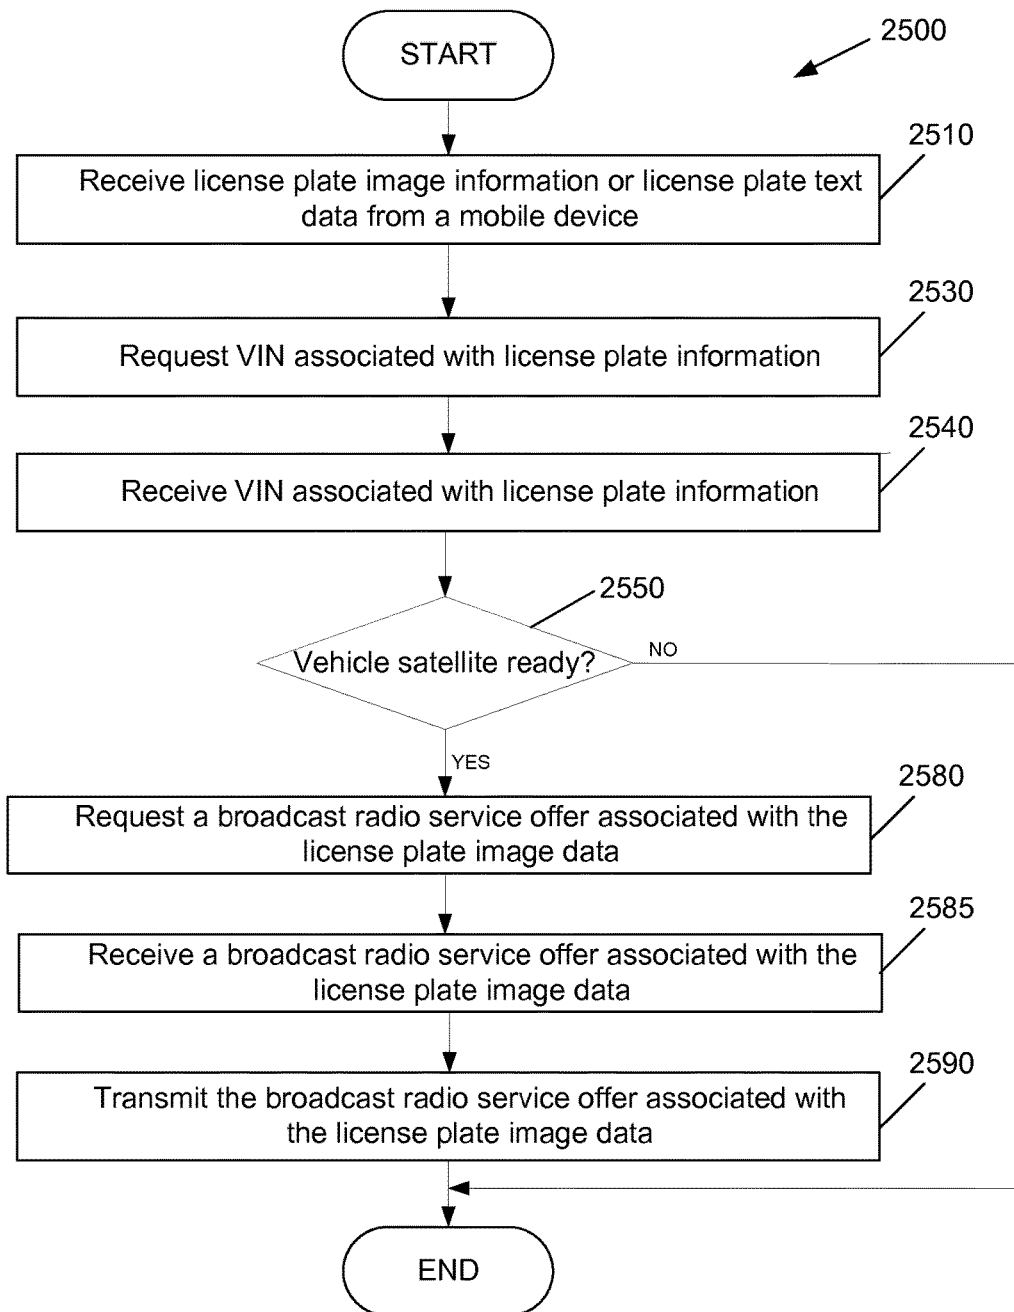 START
2500
2510
Receive license plate image information or license plate text
data from a mobile device
2530
Request VIN associated with license plate information
2540
Receive VIN associated with license plate information
2550
Vehicle satellite ready?
NO
YES
2580
Request a broadcast radio service offer associated with the
license plate image data
2585
Receive a broadcast radio service offer associated with the
license plate image data
2590
Transmit the broadcast radio service offer associated with
the license plate image data
END